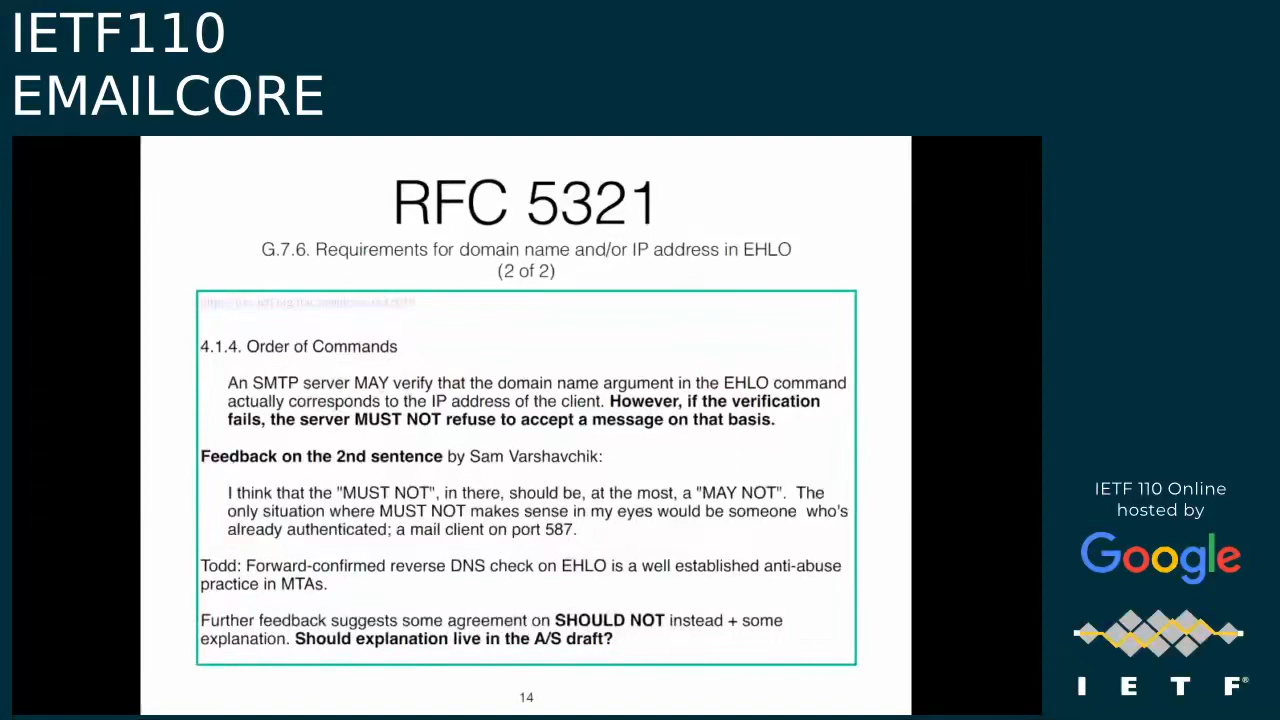 IETF110
EMAILCORE
RFC 5321
G.7.6. Requirements for domain name and/or IP address in EHLO
(2 of 2)
4.1.4. Order of Commands
An SMTP server MAY verify that the domain name argument in the EHLO command
actually corresponds to the IP address of the client. However, if the verification
fails, the server MUST NOT refuse to accept a message on that basis.
Feedback on the 2nd sentence by Sam Varshavchik:
I think that the "MUST NOT", in there, should be, at the most, a "MAY NOT".  The
only situation where MUST NOT makes sense in my eyes would be someone  who's
already authenticated; a mail client on port 587.
Todd: Forward-confirmed reverse DNS check on EHLO is a well established anti-abuse
practice in MTAs.
Further feedback suggests some agreement on SHOULD NOT instead + some
explanation. Should explanation live in the A/S draft?
14
IETF 110 Online
hosted by
Google
I E T F®